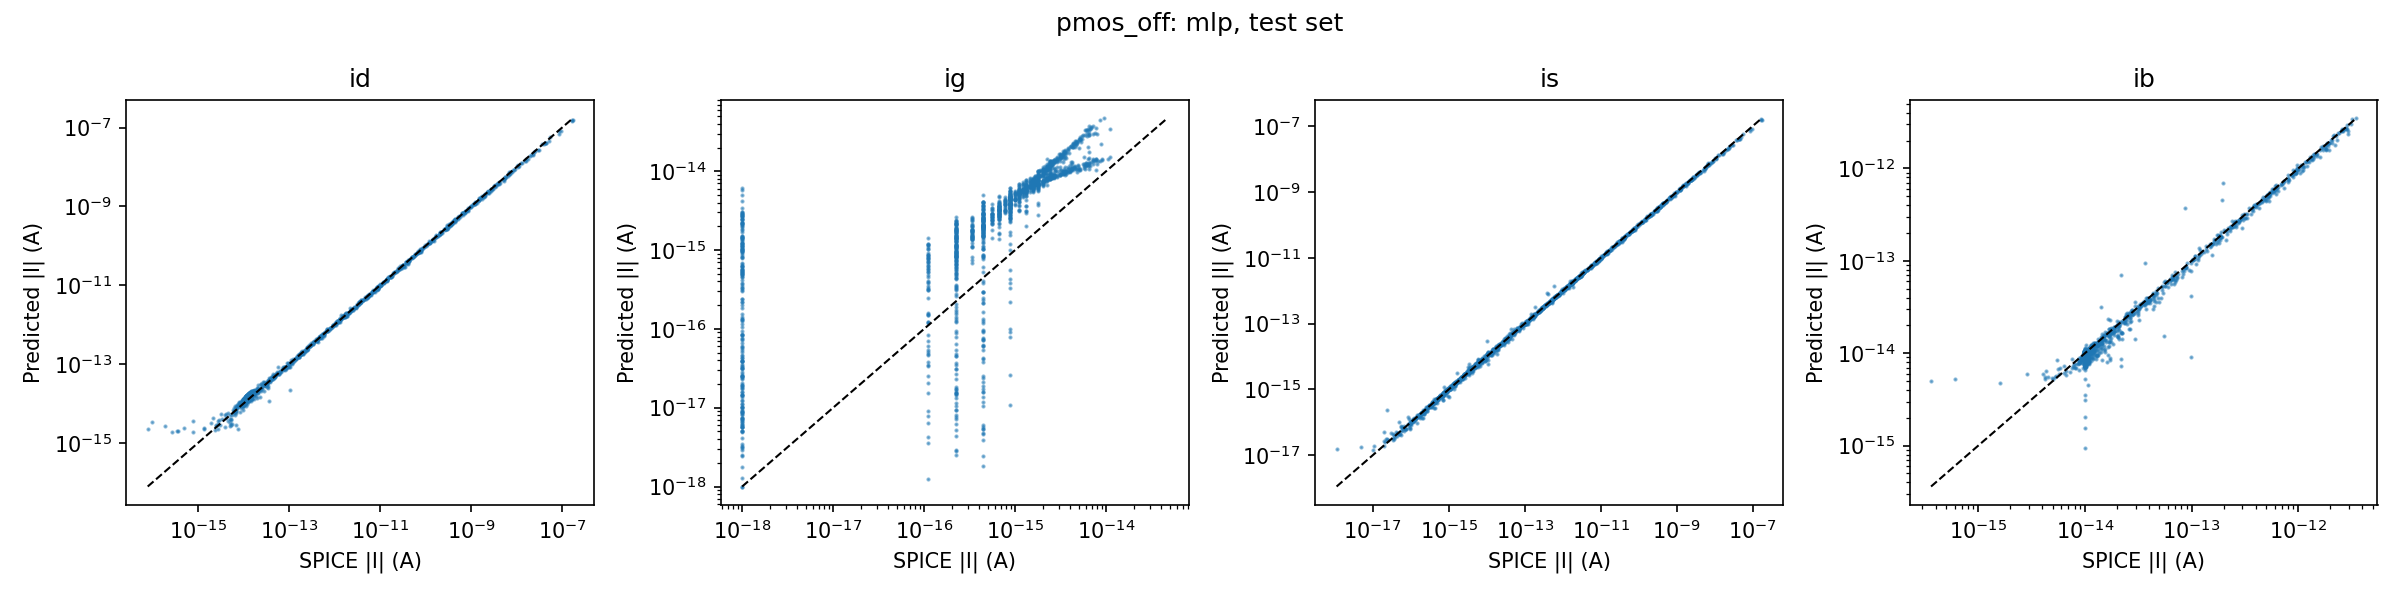 pmos_off: mlp, test set
id
Predicted |I| (A)
10⁻⁷
10⁻⁹
10⁻¹¹
10⁻¹³
10⁻¹⁵
10⁻¹⁵ 10⁻¹³ 10⁻¹¹ 10⁻⁹ 10⁻⁷
SPICE |I| (A)
ig
Predicted |I| (A)
10⁻¹⁴
10⁻¹⁵
10⁻¹⁶
10⁻¹⁷
10⁻¹⁸
10⁻¹⁸ 10⁻¹⁷ 10⁻¹⁶ 10⁻¹⁵ 10⁻¹⁴
SPICE |I| (A)
is
Predicted |I| (A)
10⁻⁷
10⁻⁹
10⁻¹¹
10⁻¹³
10⁻¹⁵
10⁻¹⁷
10⁻¹⁷ 10⁻¹⁵ 10⁻¹³ 10⁻¹¹ 10⁻⁹ 10⁻⁷
SPICE |I| (A)
ib
Predicted |I| (A)
10⁻¹²
10⁻¹³
10⁻¹⁴
10⁻¹⁵
10⁻¹⁵ 10⁻¹⁴ 10⁻¹³ 10⁻¹²
SPICE |I| (A)